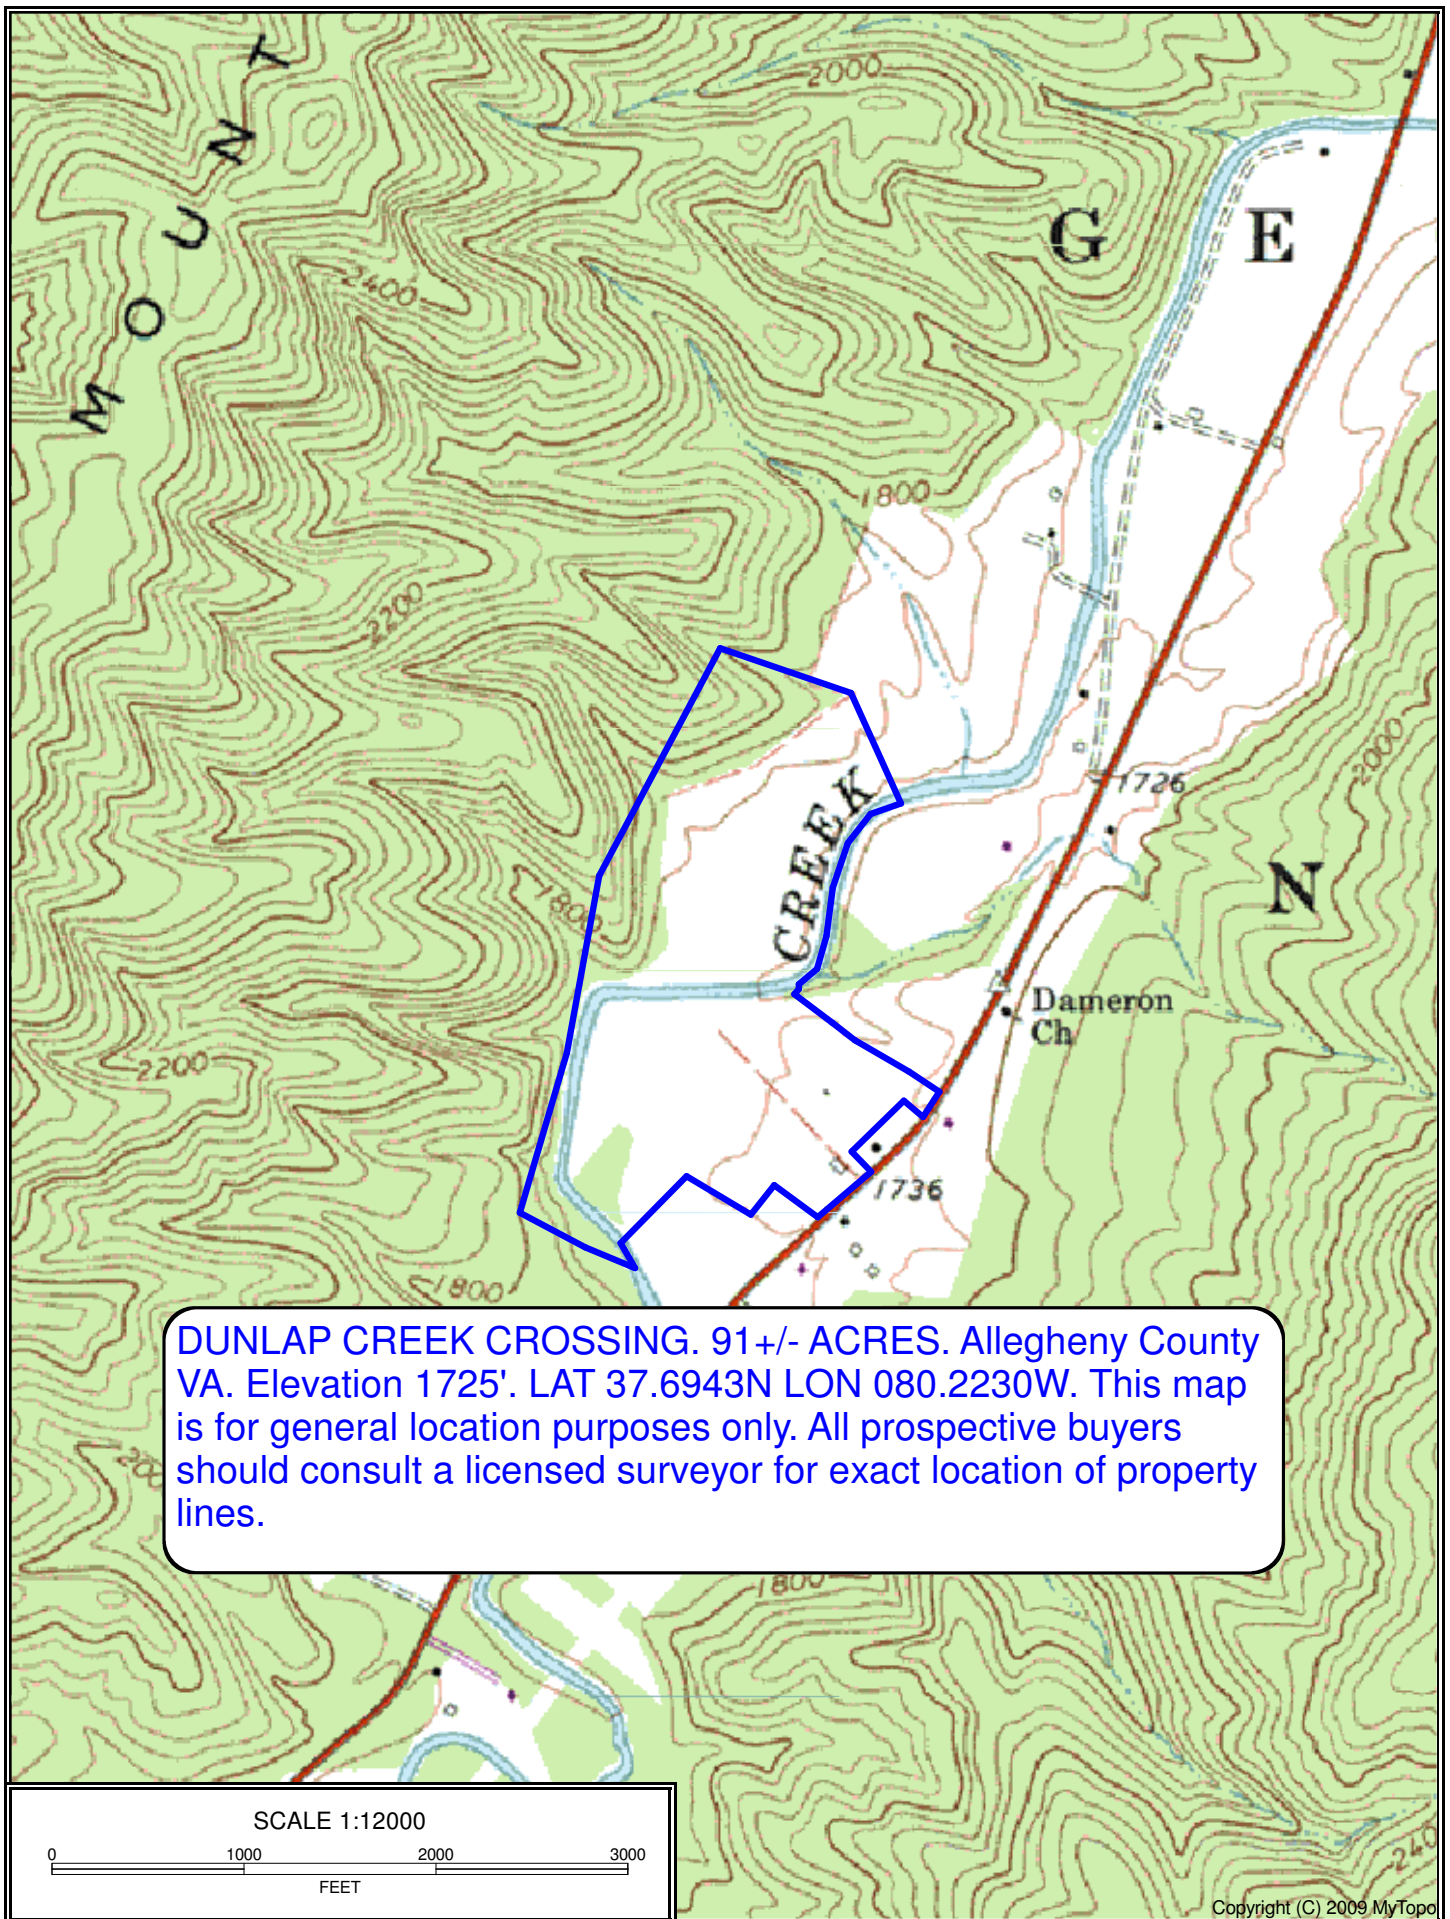 MOUNT
2000
G E
2400
1800
2200
2000
1726
CREEK
N
1800
Dameron
Ch
2200
1736
1800
DUNLAP CREEK CROSSING. 91+/- ACRES. Allegheny County
VA. Elevation 1725'. LAT 37.6943N LON 080.2230W. This map
is for general location purposes only. All prospective buyers
should consult a licensed surveyor for exact location of property
lines.
1800
SCALE 1:12000
0 1000 2000 3000
FEET
Copyright (C) 2009 MyTopo